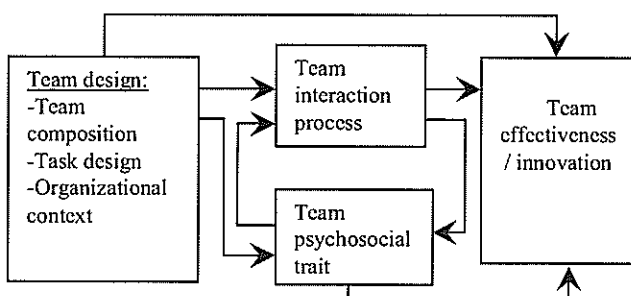 Team design:
-Team
composition
-Task design
-Organizational
context
Team
interaction
process
Team
psychosocial
trait
Team
effectiveness
/ innovation